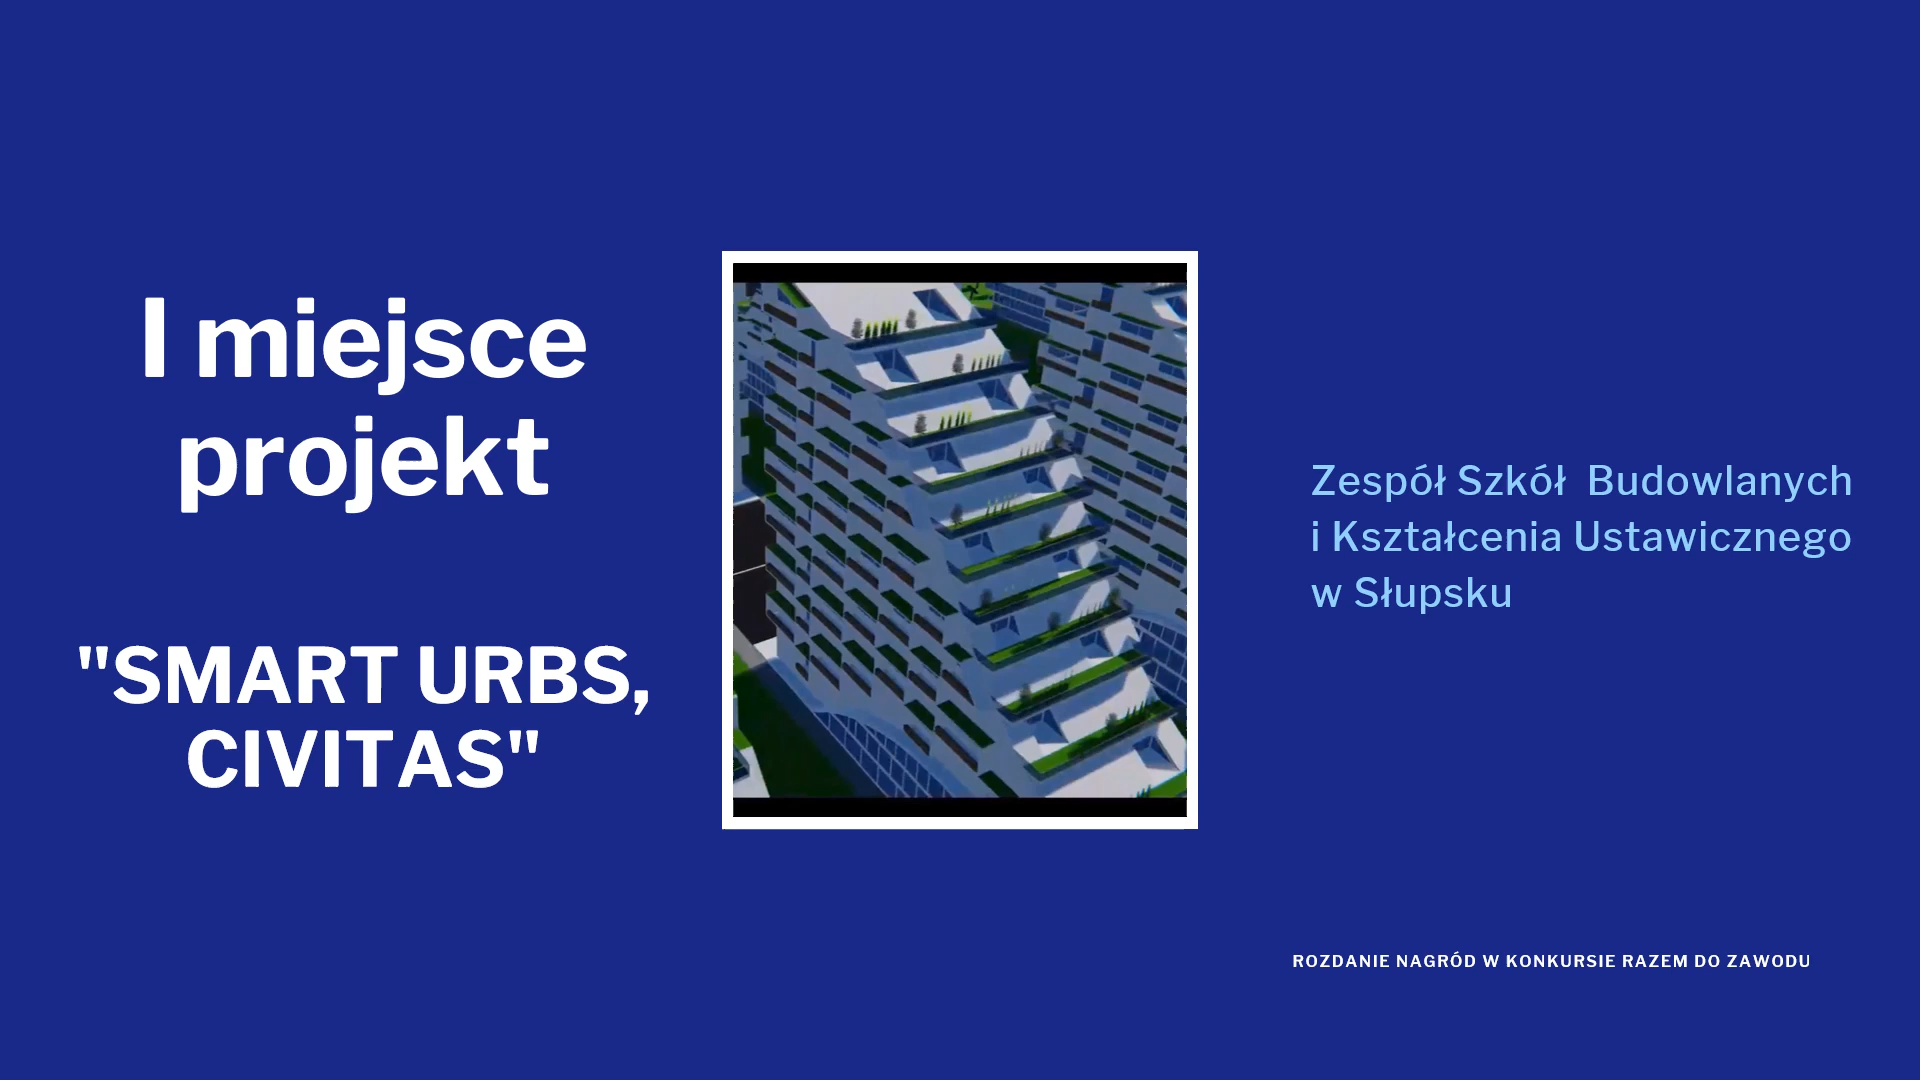 I miejsce
projekt
"SMART URBS,
CIVITAS"
Zespół Szkół  Budowlanych
i Kształcenia Ustawicznego
w Słupsku
ROZDANIE NAGRÓD W KONKURSIE RAZEM DO ZAWODU